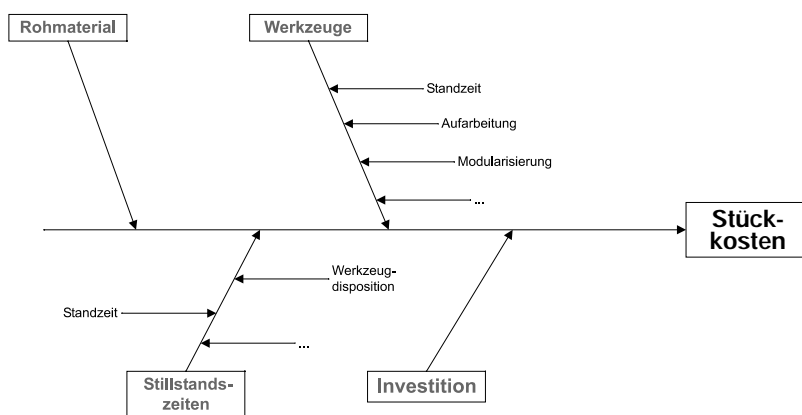 Rohmaterial
Werkzeuge
Standzeit
Aufarbeitung
Modularisierung
...
Stück-
kosten
Werkzeug-
disposition
Standzeit
...
Stillstands-
zeiten
Investition